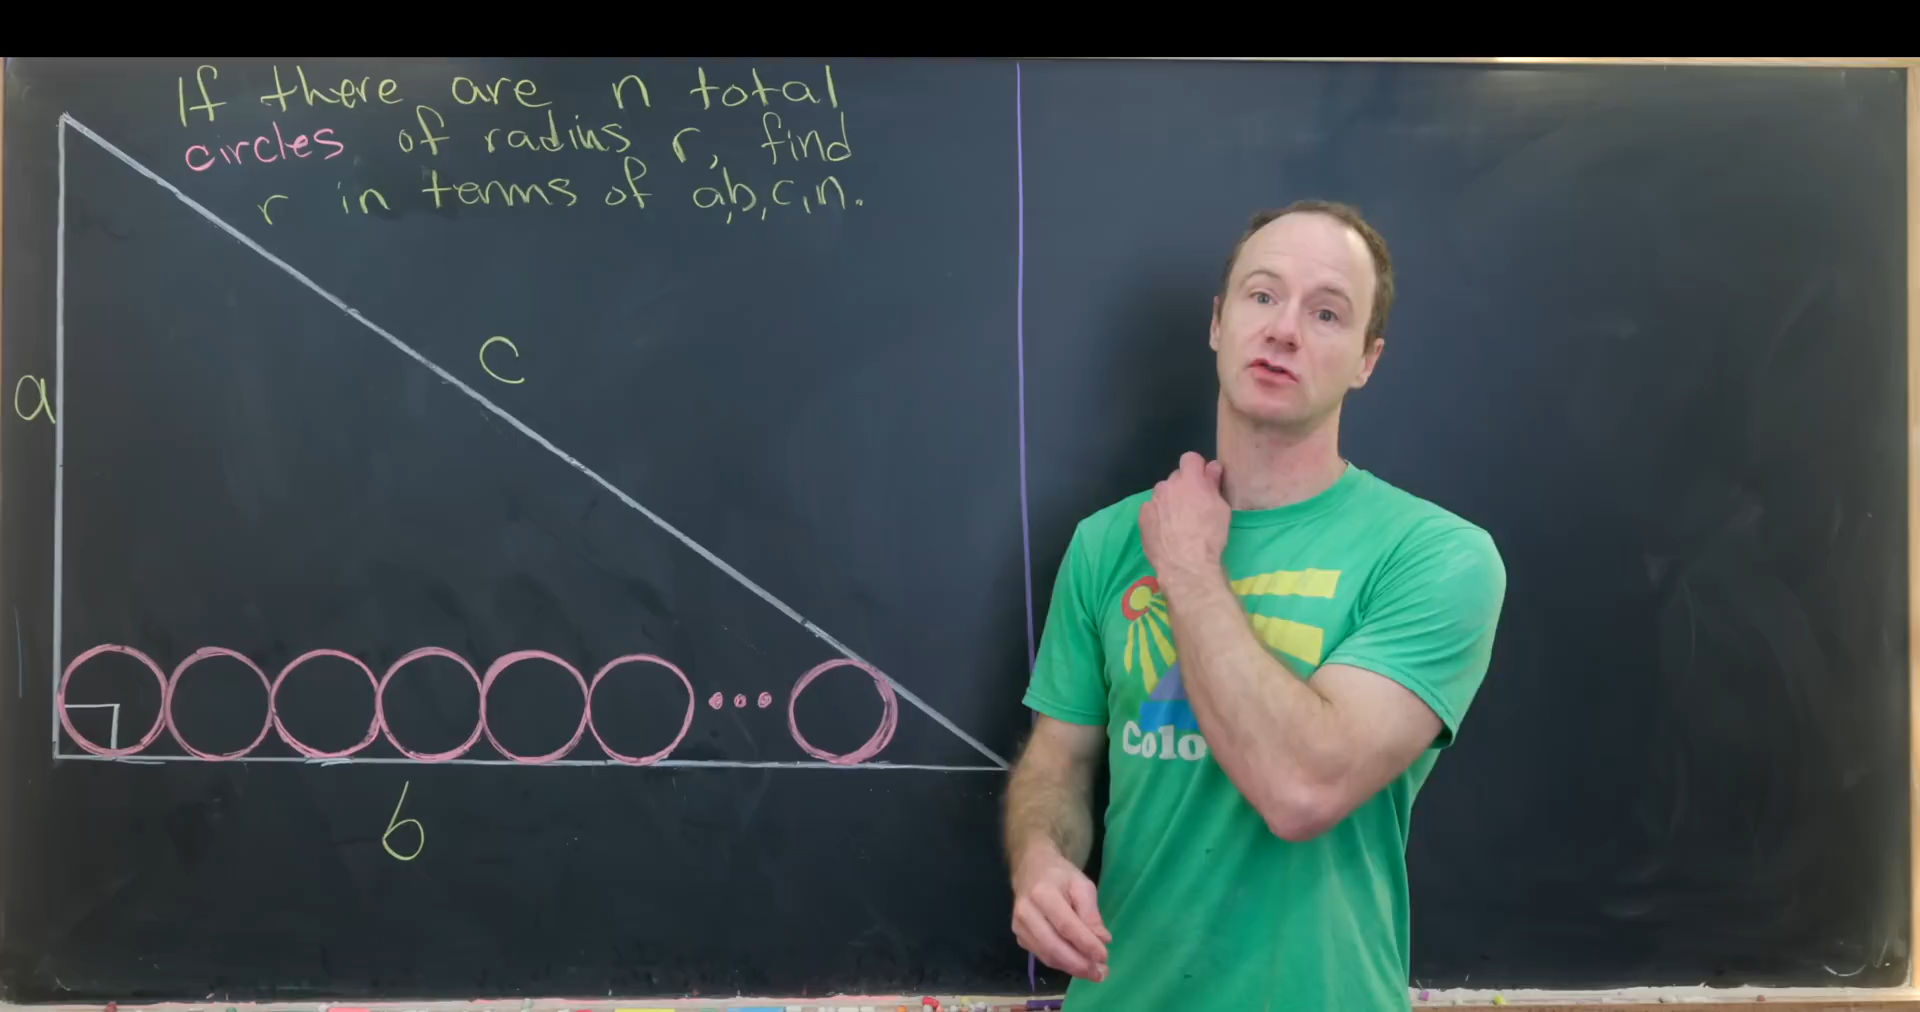 If there are n total
circles of radius r, find
r in terms of a,b,c,n.
a
c
b
Colo